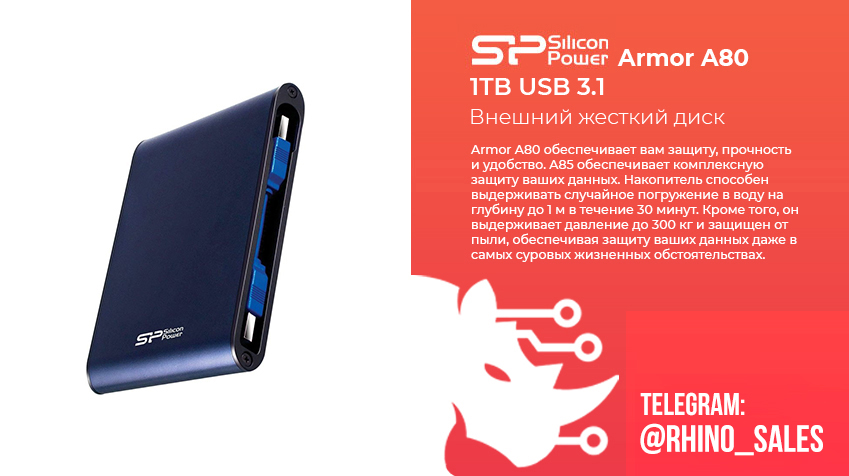 SP Silicon Power Armor A80
1TB USB 3.1
Внешний жесткий диск
Armor A80 обеспечивает вам защиту, прочность
и удобство. A85 обеспечивает комплексную
защиту ваших данных. Накопитель способен
выдерживать случайное погружение в воду на
глубину до 1 м в течение 30 минут. Кроме того, он
выдерживает давление до 300 кг и защищен от
пыли, обеспечивая защиту ваших данных даже в
самых суровых жизненных обстоятельствах.
SP Silicon Power
TELEGRAM:
@RHINO_SALES